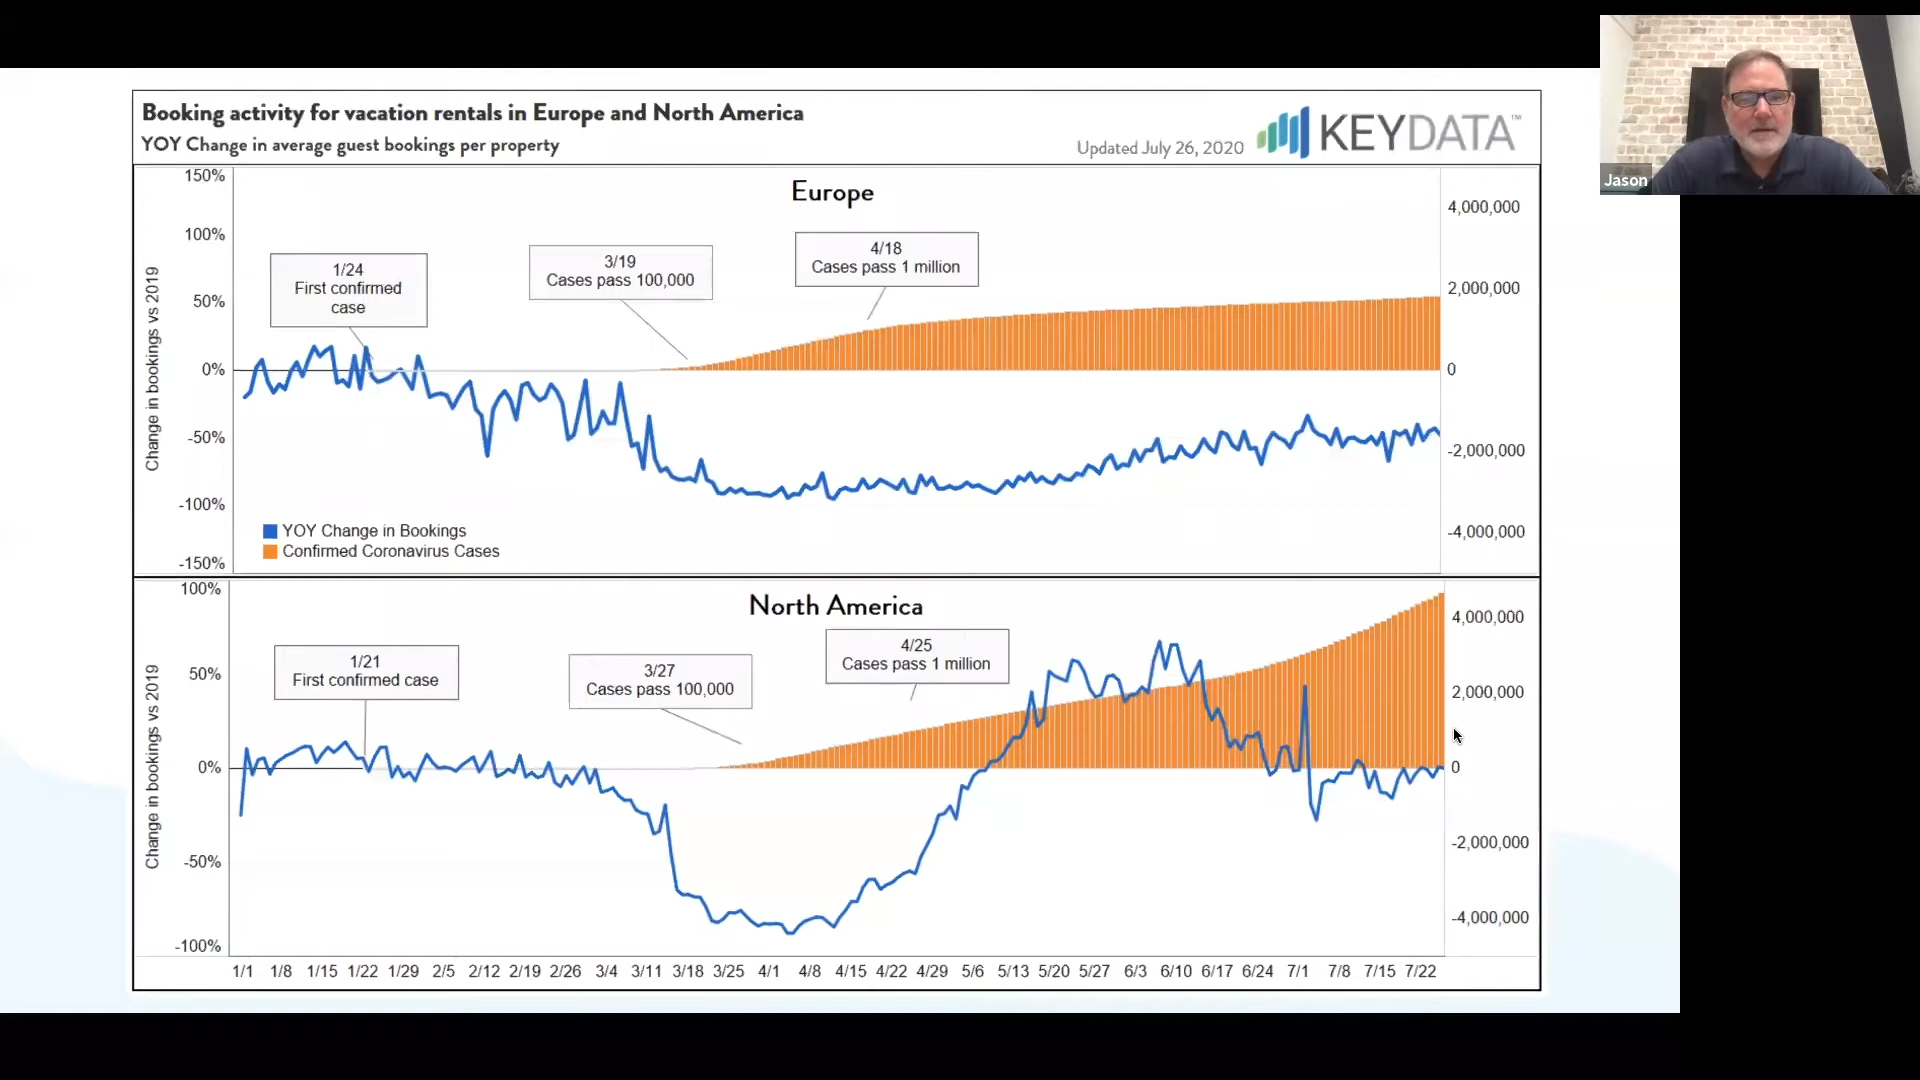 Booking activity for vacation rentals in Europe and North America
YOY Change in average guest bookings per property
Updated July 26, 2020
KEYDATA™
Jason
Europe
Change in bookings vs 2019
150%
100%
50%
0%
-50%
-100%
-150%
4,000,000
2,000,000
0
-2,000,000
-4,000,000
1/24
First confirmed
case
3/19
Cases pass 100,000
4/18
Cases pass 1 million
YOY Change in Bookings
Confirmed Coronavirus Cases
North America
Change in bookings vs 2019
100%
50%
0%
-50%
-100%
4,000,000
2,000,000
0
-2,000,000
-4,000,000
1/21
First confirmed case
3/27
Cases pass 100,000
4/25
Cases pass 1 million
1/1 1/8 1/15 1/22 1/29 2/5 2/12 2/19 2/26 3/4 3/11 3/18 3/25 4/1 4/8 4/15 4/22 4/29 5/6 5/13 5/20 5/27 6/3 6/10 6/17 6/24 7/1 7/8 7/15 7/22